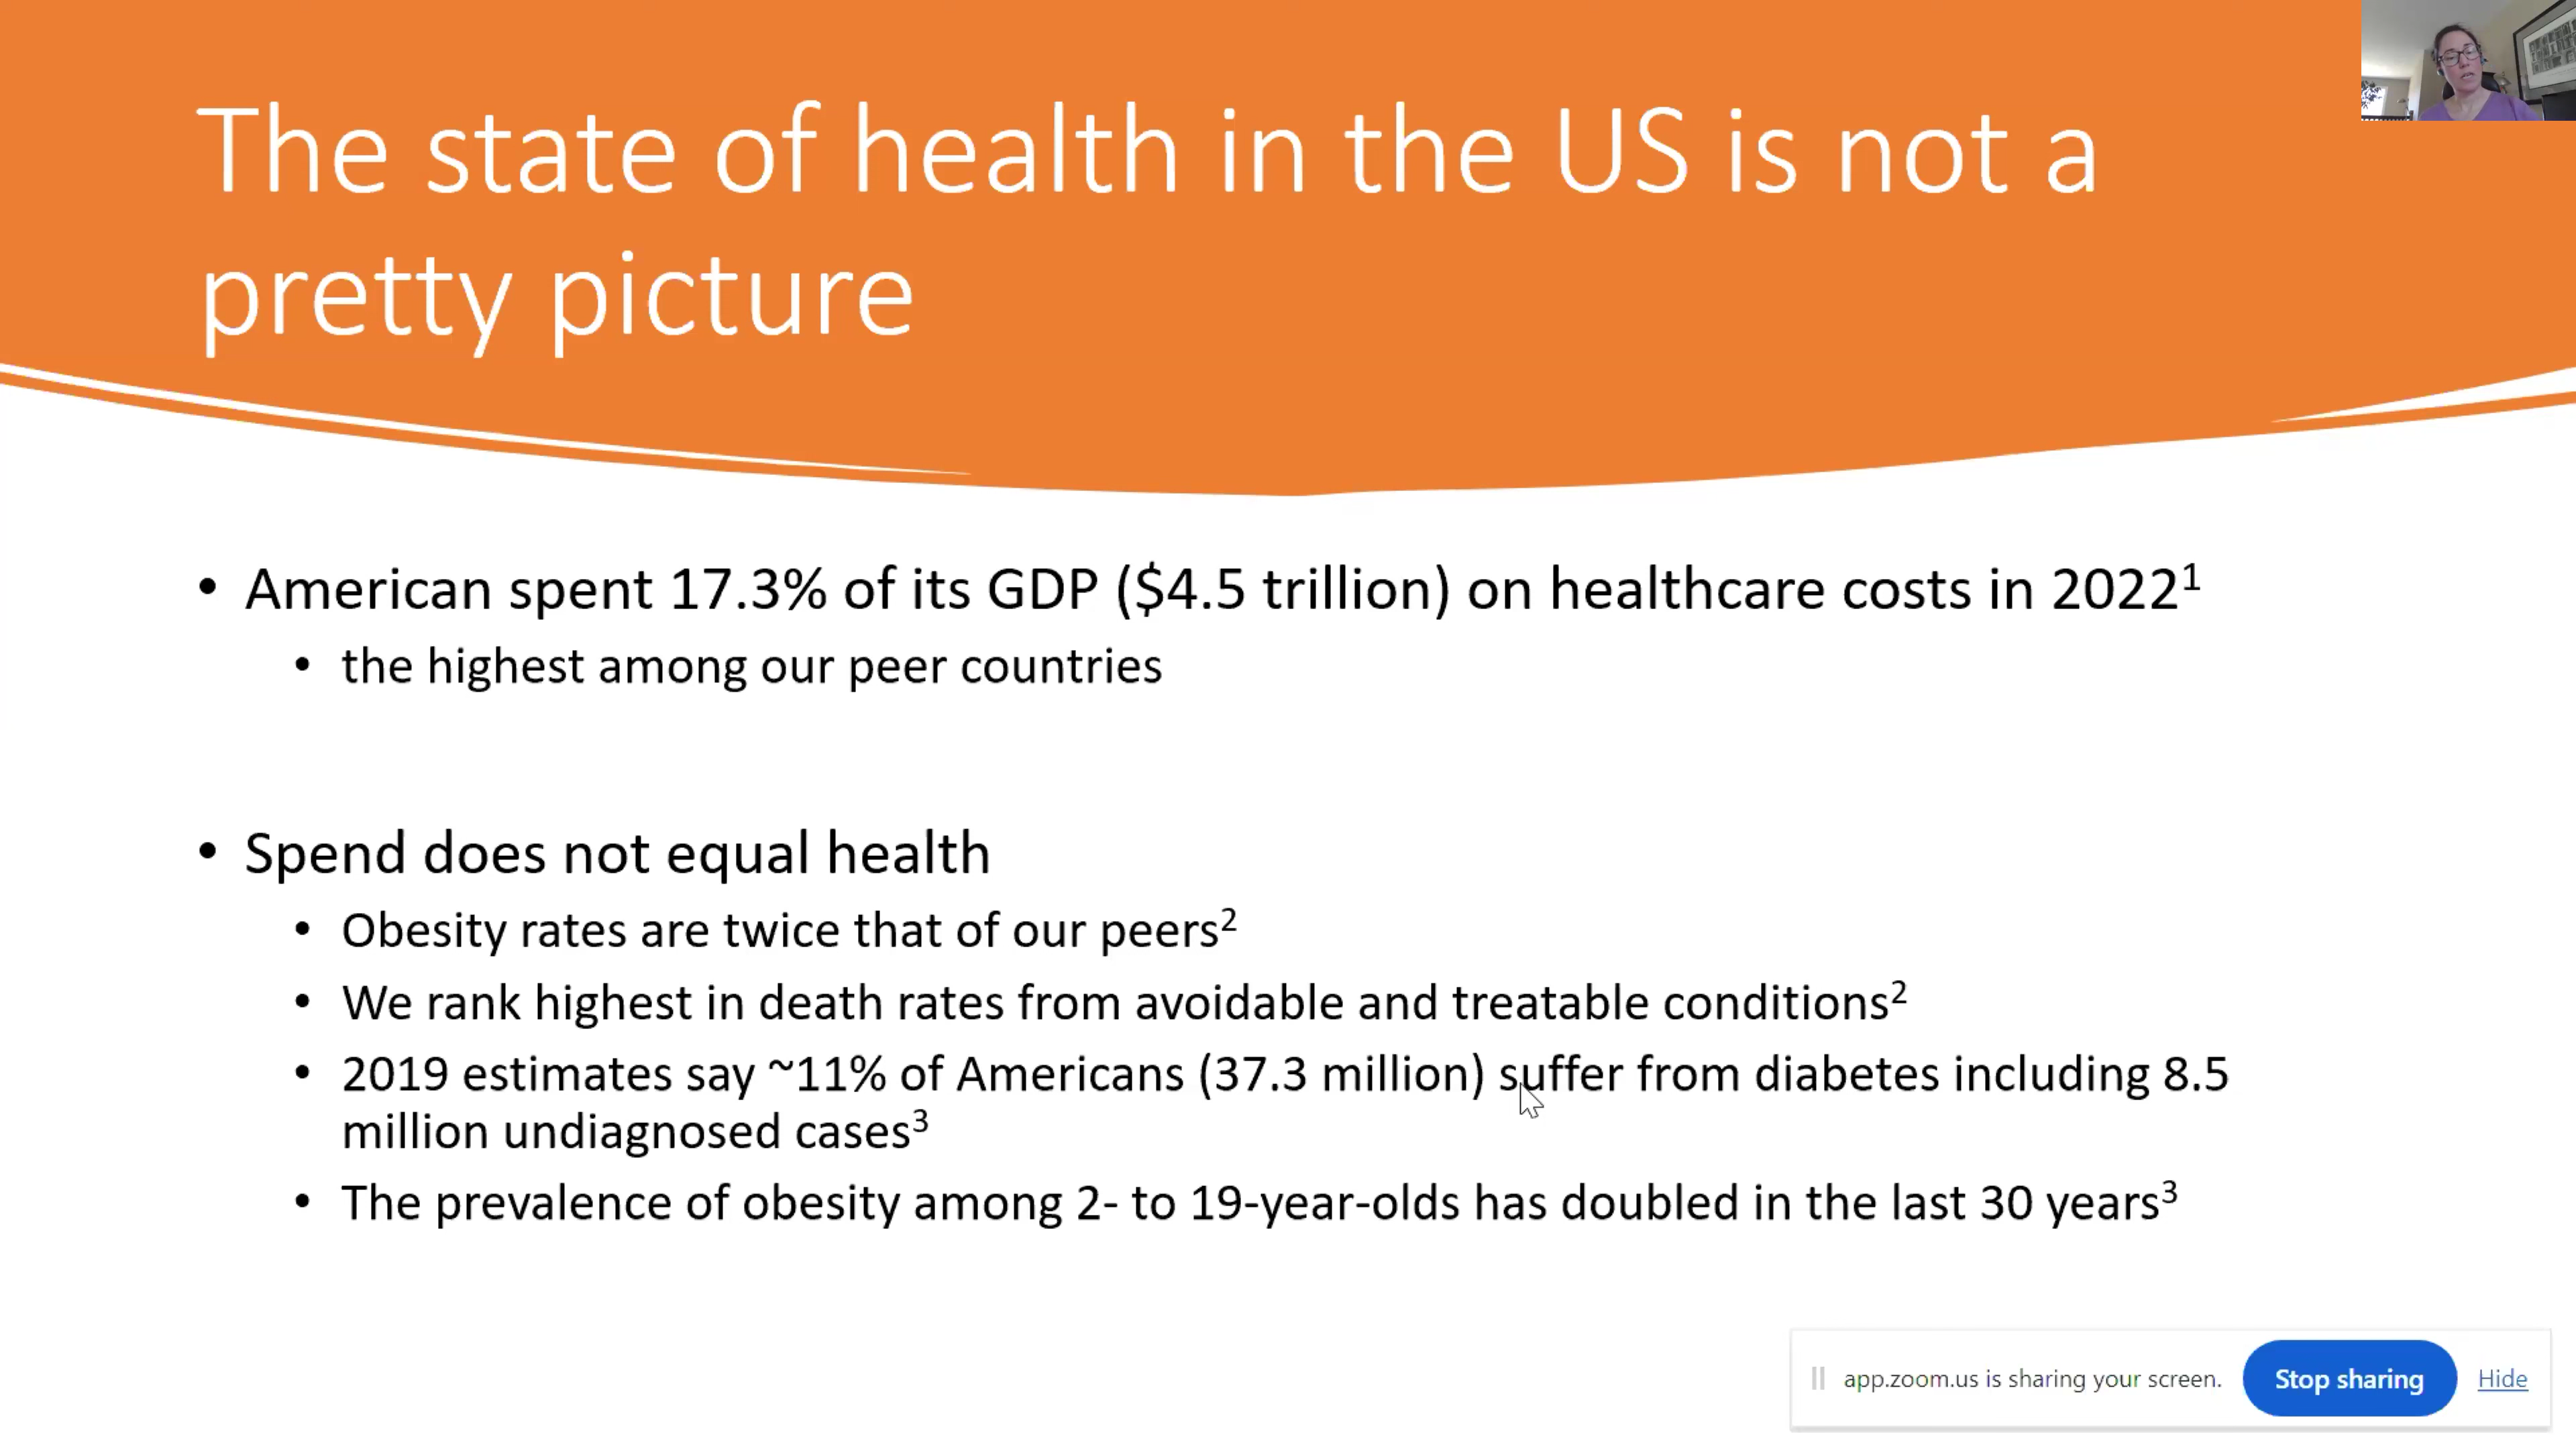 The state of health in the US is not a
pretty picture
• American spent 17.3% of its GDP ($4.5 trillion) on healthcare costs in 2022¹
• the highest among our peer countries
• Spend does not equal health
• Obesity rates are twice that of our peers²
• We rank highest in death rates from avoidable and treatable conditions²
• 2019 estimates say ~11% of Americans (37.3 million) suffer from diabetes including 8.5
million undiagnosed cases³
• The prevalence of obesity among 2- to 19-year-olds has doubled in the last 30 years³
app.zoom.us is sharing your screen. Stop sharing Hide